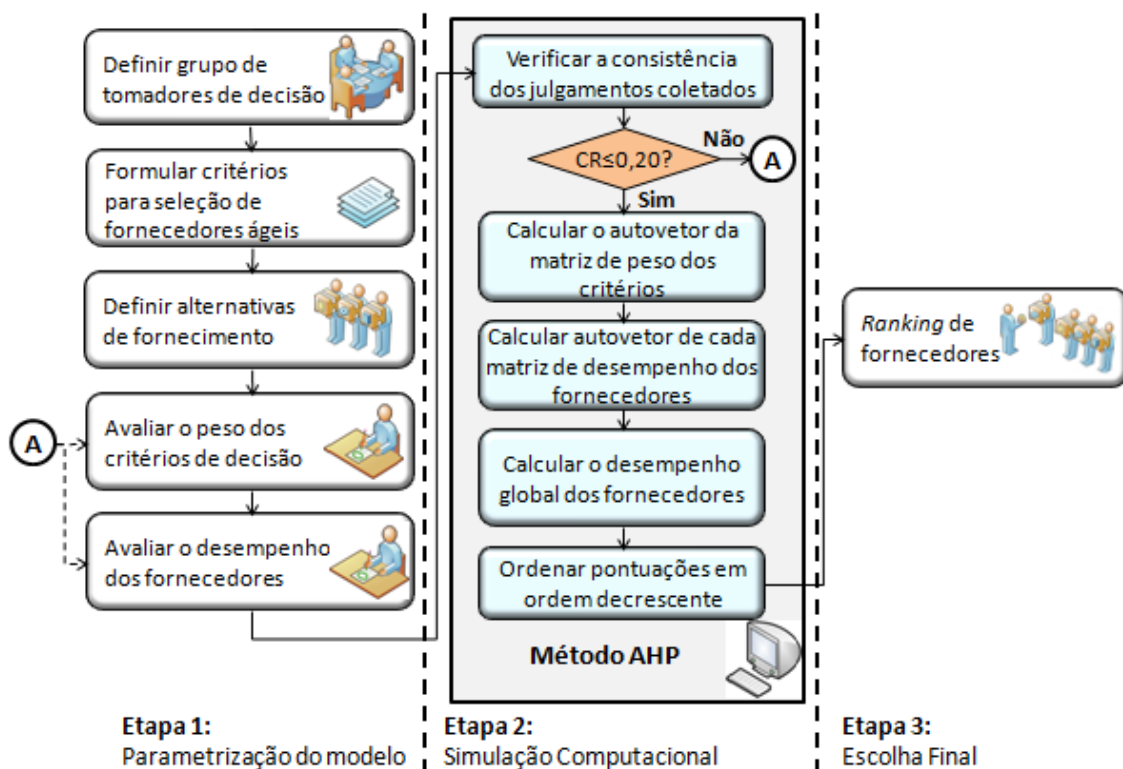 Definir grupo de
tomadores de decisão
Formular critérios
para seleção de
fornecedores ágeis
Definir alternativas
de fornecimento
A
Avaliar o peso dos
critérios de decisão
Avaliar o desempenho
dos fornecedores
Etapa 1:
Parametrização do modelo
Verificar a consistência
dos julgamentos coletados
CR≤0,20?
Não
A
Sim
Calcular o autovetor da
matriz de peso dos
critérios
Calcular autovetor de cada
matriz de desempenho dos
fornecedores
Calcular o desempenho
global dos fornecedores
Ordenar pontuações em
ordem decrescente
Método AHP
Etapa 2:
Simulação Computacional
Ranking de
fornecedores
Etapa 3:
Escolha Final